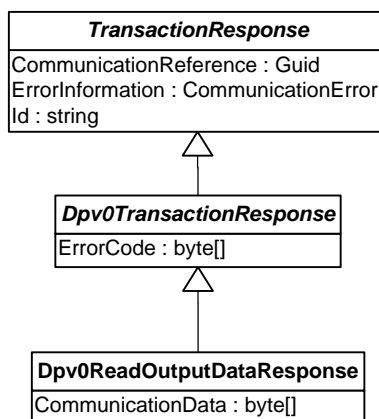 TransactionResponse
CommunicationReference : Guid
ErrorInformation : CommunicationError
Id : string
Dpv0TransactionResponse
ErrorCode : byte[]
Dpv0ReadOutputDataResponse
CommunicationData : byte[]